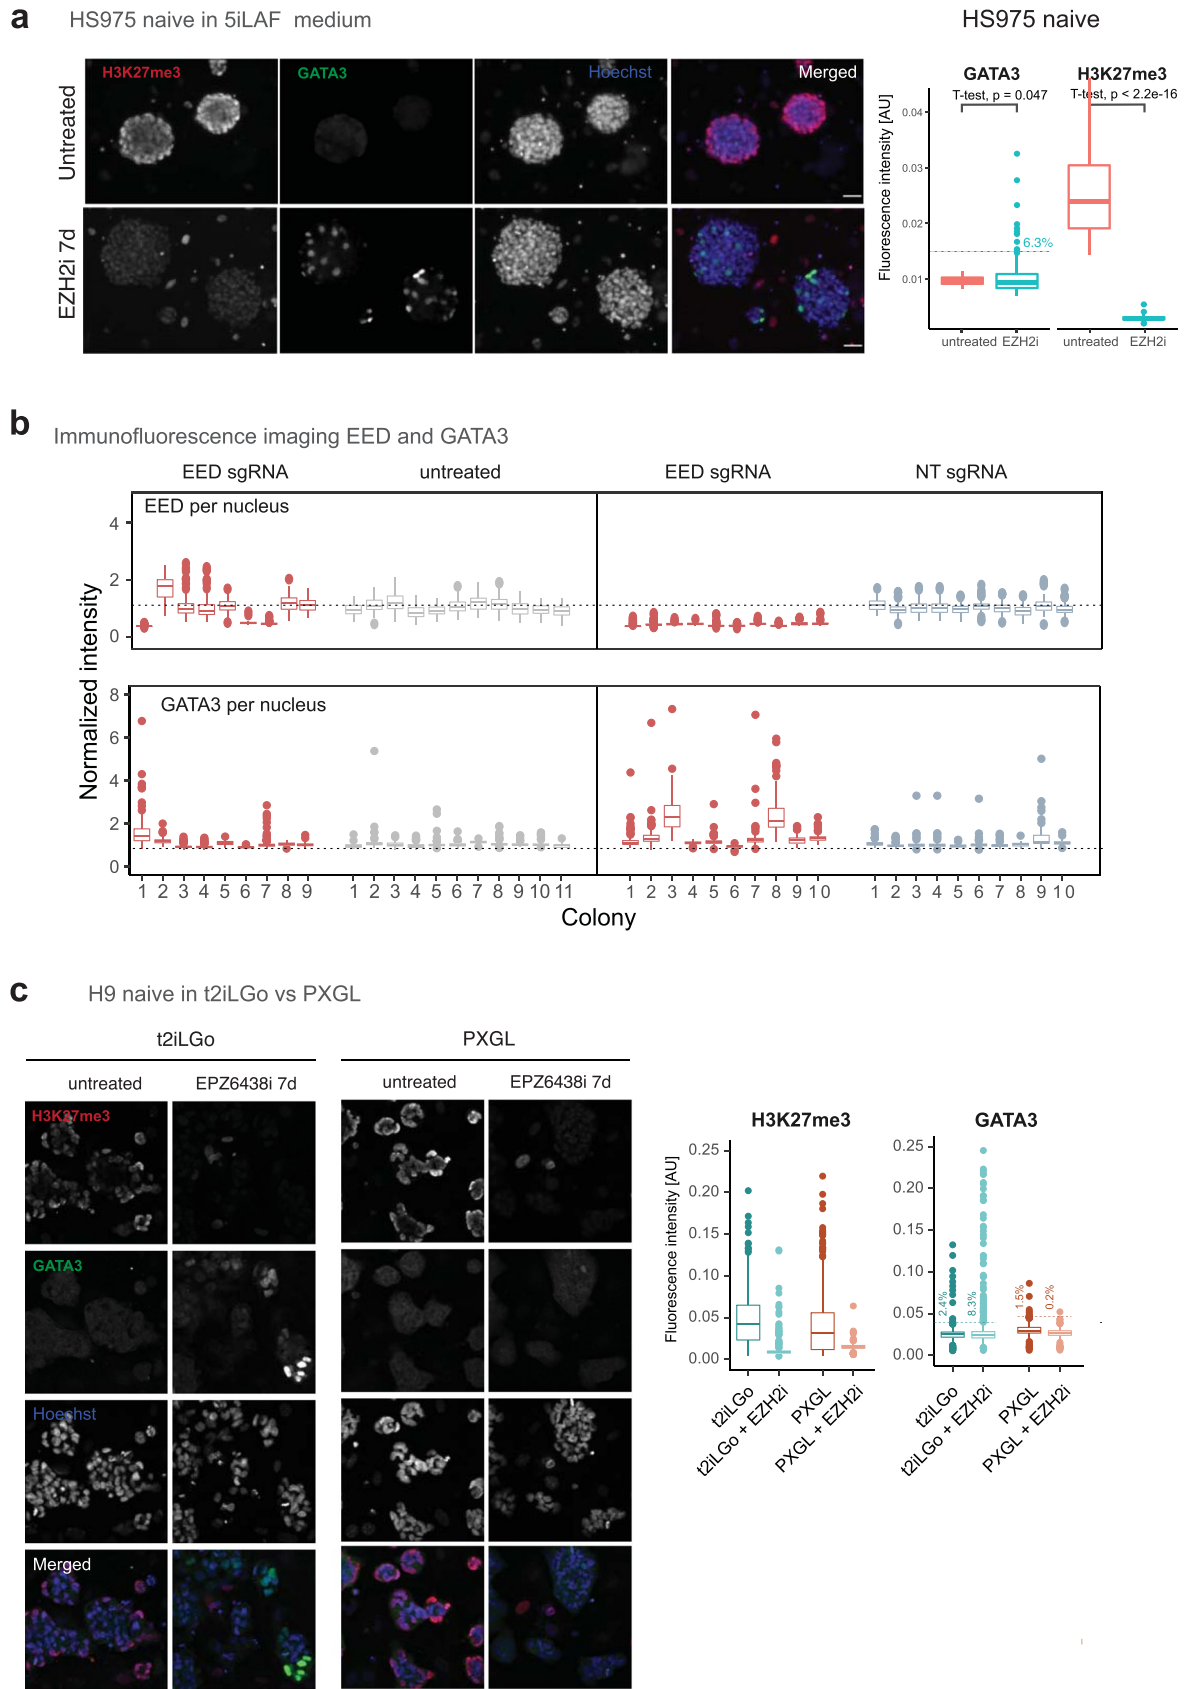 a
HS975 naive in 5iLAF medium
HS975 naive
H3K27me3
GATA3
Hoechst
Merged
Untreated
EZH2i 7d
GATA3
H3K27me3
T-test, p = 0.047
T-test, p < 2.2e-16
Fluorescence intensity [AU]
0.04
0.03
0.02
0.01
6.3%
untreated
EZH2i
untreated
EZH2i
b
Immunofluorescence imaging EED and GATA3
EED sgRNA
untreated
EED sgRNA
NT sgRNA
EED per nucleus
4
2
0
Normalized intensity
GATA3 per nucleus
8
6
4
2
0
1 2 3 4 5 6 7 8 9
1 2 3 4 5 6 7 8 9 10 11
1 2 3 4 5 6 7 8 9 10
1 2 3 4 5 6 7 8 9 10
Colony
c
H9 naive in t2iLGo vs PXGL
t2iLGo
PXGL
untreated
EPZ6438i 7d
untreated
EPZ6438i 7d
H3K27me3
GATA3
Hoechst
Merged
H3K27me3
GATA3
Fluorescence intensity [AU]
0.25
0.20
0.15
0.10
0.05
0.00
t2iLGo
t2iLGo + EZH2i
PXGL
PXGL + EZH2i
0.25
0.20
0.15
0.10
0.05
0.00
2.4%
8.3%
1.5%
0.2%
t2iLGo
t2iLGo + EZH2i
PXGL
PXGL + EZH2i